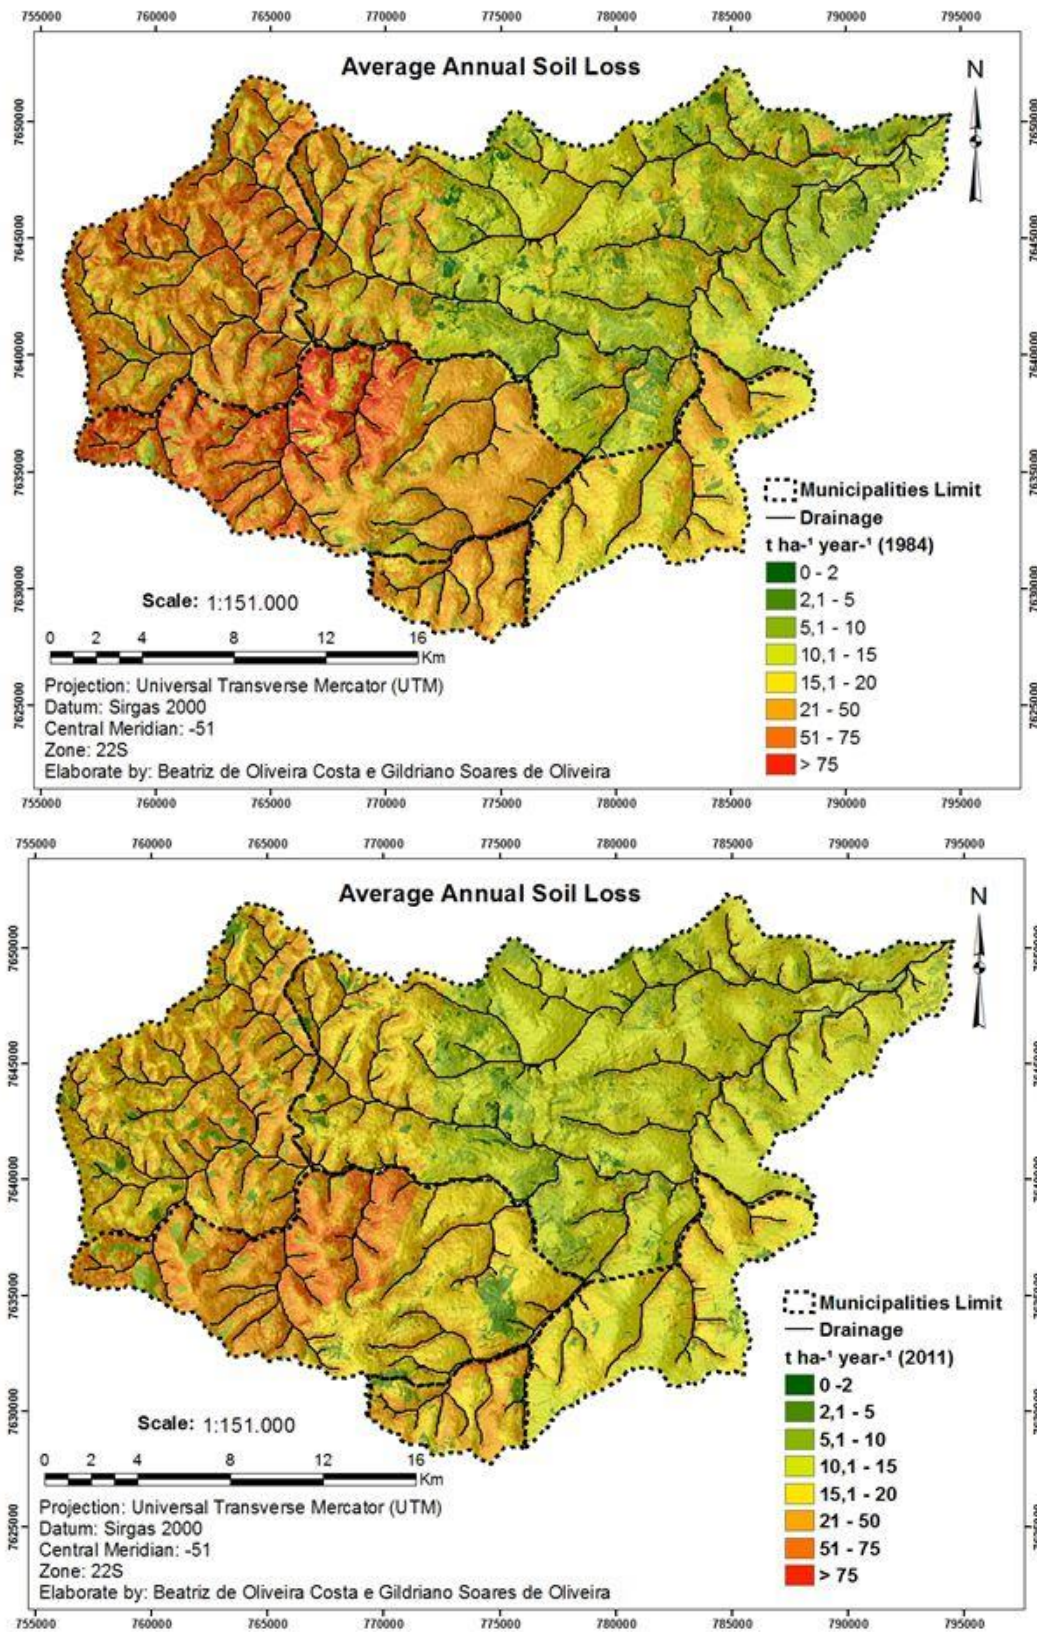 755000 760000 765000 770000 775000 780000 785000 790000 795000
Average Annual Soil Loss
N
7650000 7650000
7645000 7645000
7640000 7640000
7635000 7635000
7630000 7630000
7625000 7625000
Municipalities Limit
Drainage
t ha-¹ year-¹ (1984)
0 - 2
2,1 - 5
5,1 - 10
10,1 - 15
15,1 - 20
21 - 50
51 - 75
> 75
Scale: 1:151.000
0 2 4 8 12 16
Km
Projection: Universal Transverse Mercator (UTM)
Datum: Sirgas 2000
Central Meridian: -51
Zone: 22S
Elaborate by: Beatriz de Oliveira Costa e Gildriano Soares de Oliveira
755000 760000 765000 770000 775000 780000 785000 790000 795000
755000 760000 765000 770000 775000 780000 785000 790000 795000
Average Annual Soil Loss
N
7650000
7645000
7640000
7635000
7630000
7625000
Municipalities Limit
Drainage
t ha-¹ year-¹ (2011)
0 -2
2,1 - 5
5,1 - 10
10,1 - 15
15,1 - 20
21 - 50
51 - 75
> 75
Scale: 1:151.000
0 2 4 8 12 16
Km
Projection: Universal Transverse Mercator (UTM)
Datum: Sirgas 2000
Central Meridian: -51
Zone: 22S
Elaborate by: Beatriz de Oliveira Costa e Gildriano Soares de Oliveira
755000 760000 765000 770000 775000 780000 785000 790000 795000